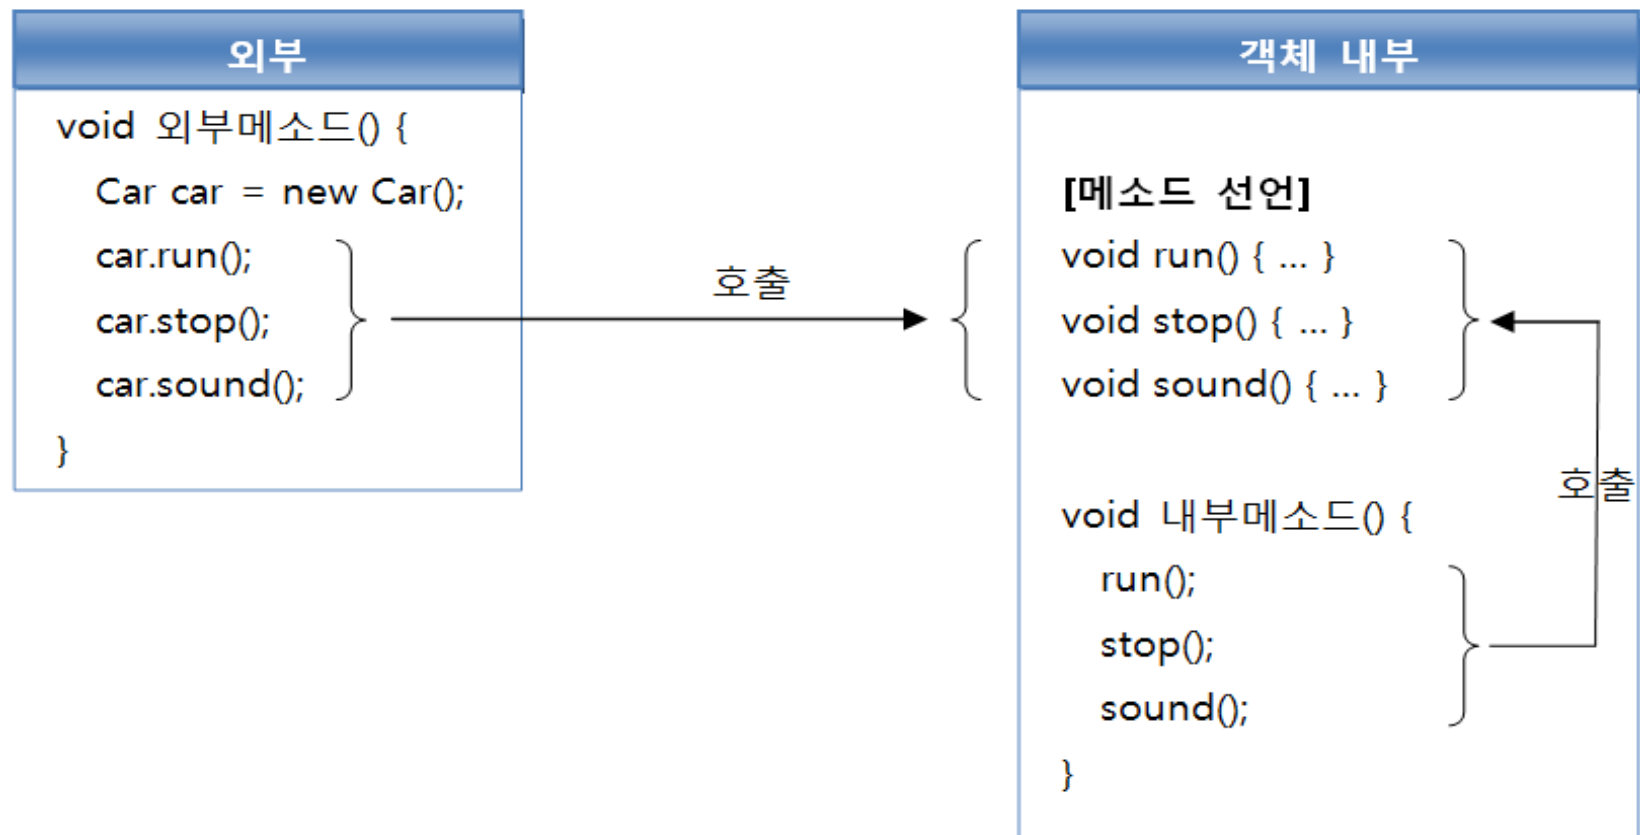 외부
void 외부메소드() {
Car car = new Car();
car.run();
car.stop();
car.sound();
}
호출
객체 내부
[메소드 선언]
void run() { ... }
void stop() { ... }
void sound() { ... }
호출
void 내부메소드() {
run();
stop();
sound();
}